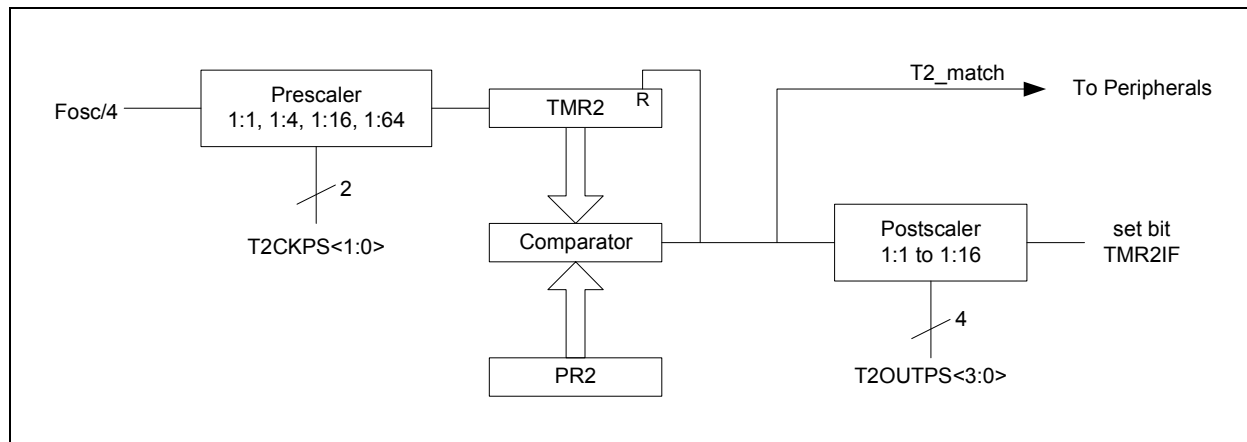 Fosc/4
Prescaler
1:1, 1:4, 1:16, 1:64
2
T2CKPS<1:0>
TMR2
R
Comparator
PR2
T2_match
To Peripherals
Postscaler
1:1 to 1:16
set bit
TMR2IF
4
T2OUTPS<3:0>